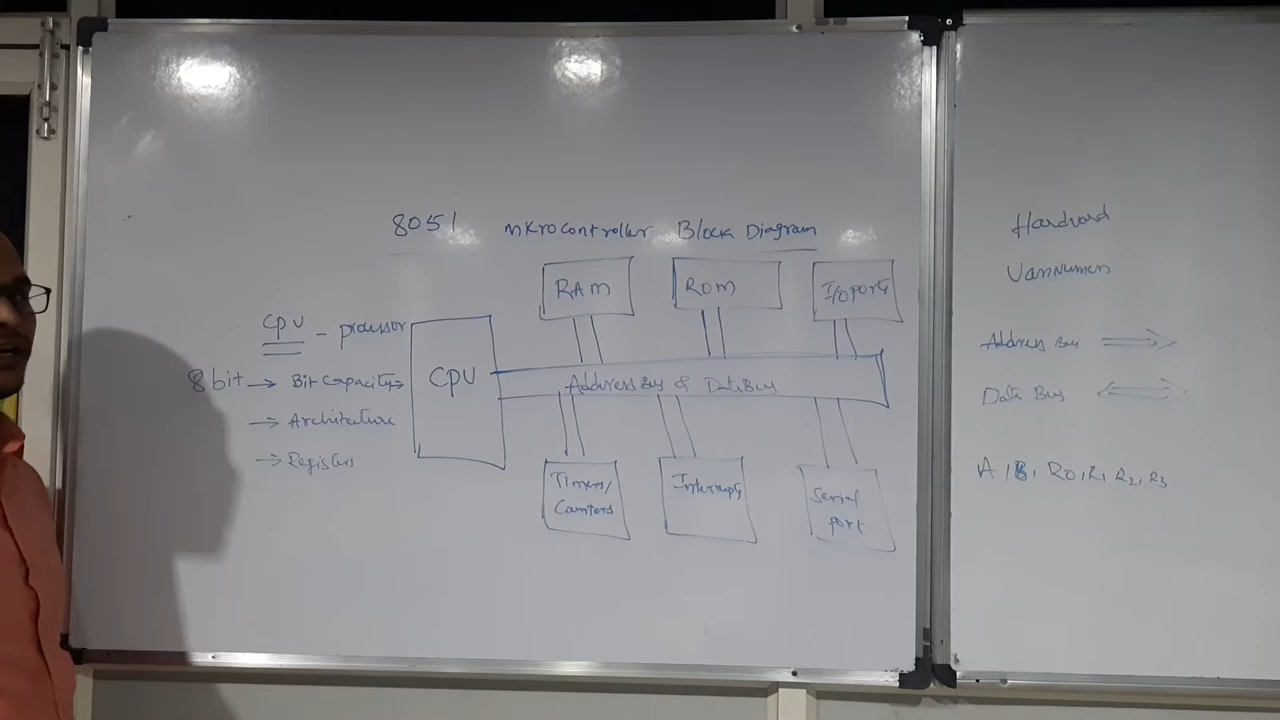 8051 microcontroller Block Diagram
RAM
ROM
I/O Ports
CPU - processor
8 bit → Bit Capacity →
→ Architecture
→ Registers
CPU
Address Bus & Data Bus
Timers/
Counters
Interrupts
Serial
port
Hardvord
Vannumen
Address Bus
Data Bus
A, B, R0, R1, R2, R3